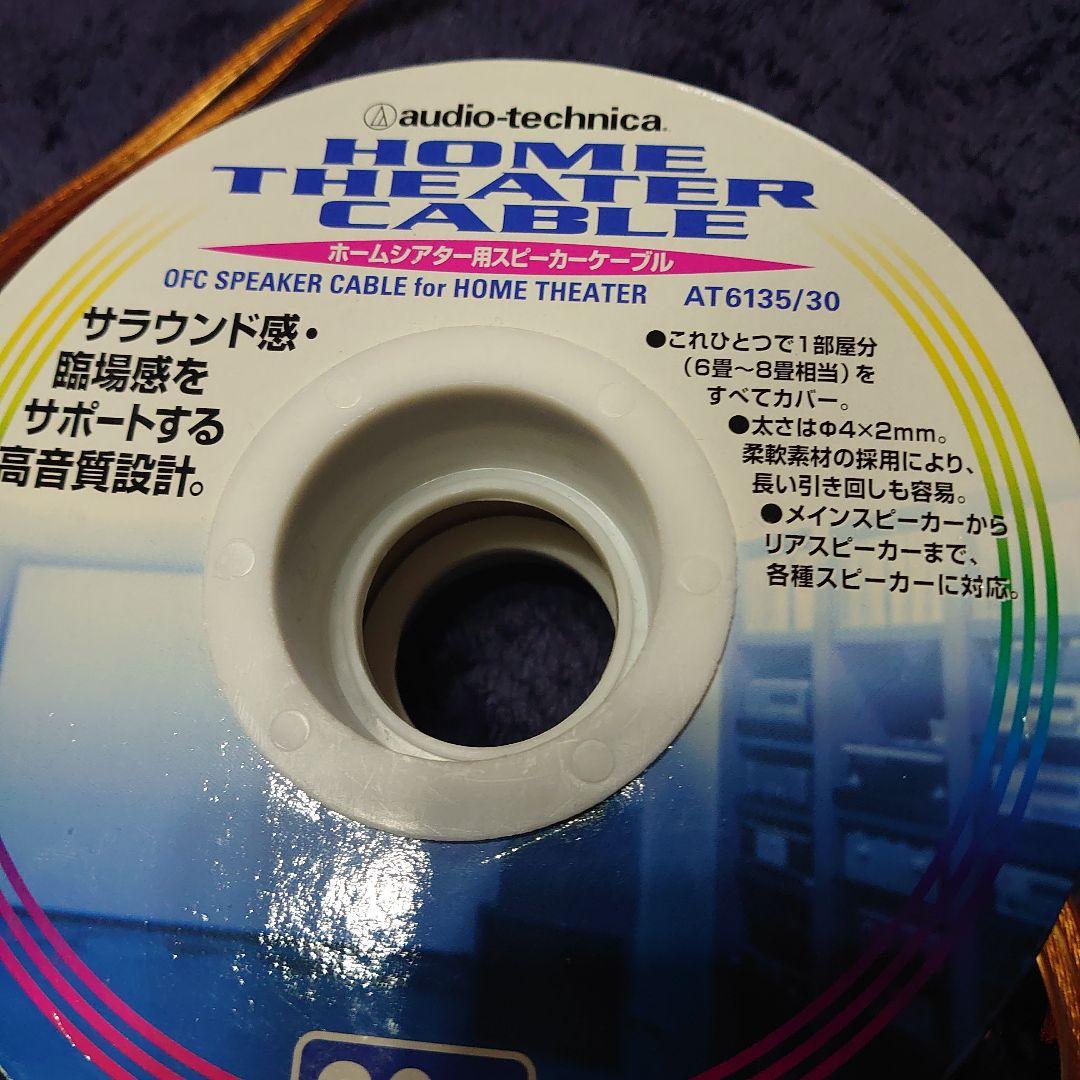 audio-technica.
HOME
THEATER
CABLE
ホームシアター用スピーカーケーブル
OFC SPEAKER CABLE for HOME THEATER AT6135/30
サラウンド感・
臨場感を
サポートする
高音質設計。
●これひとつで1部屋分
(6畳〜8畳相当)を
すべてカバー。
●太さはΦ4×2mm。
柔軟素材の採用により、
長い引き回しも容易。
●メインスピーカーから
リアスピーカーまで、
各種スピーカーに対応。